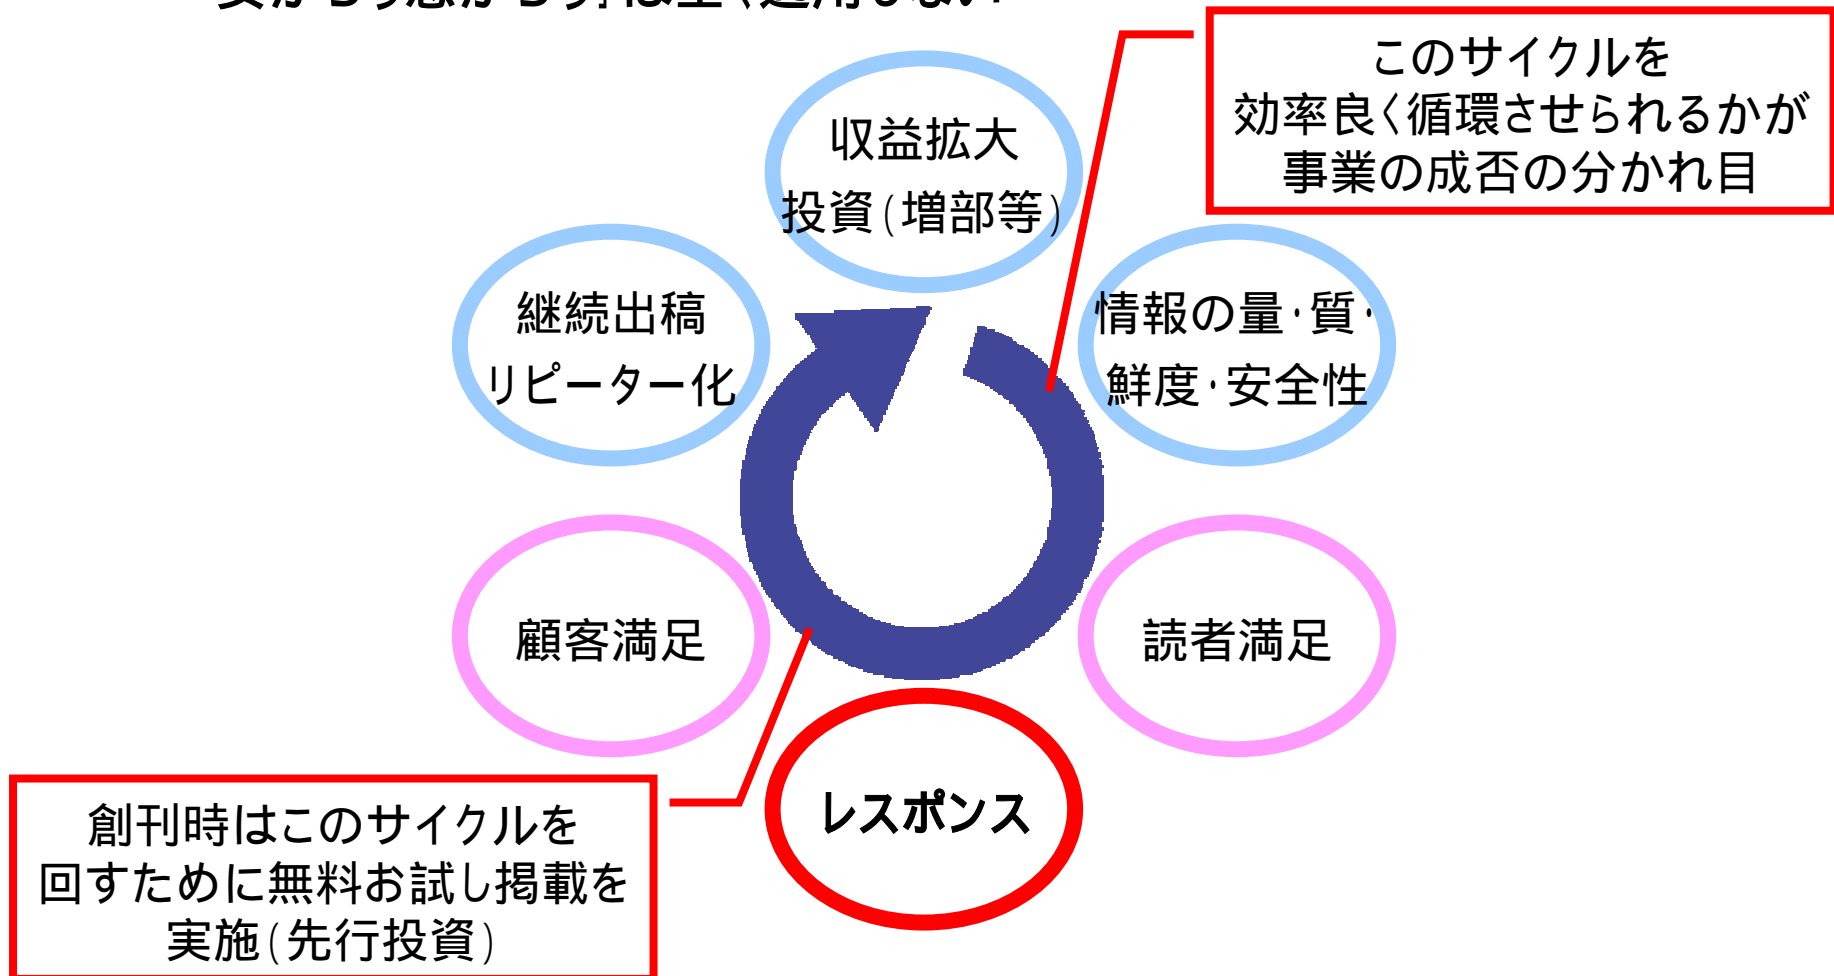 このサイクルを
効率良く循環させられるかが
事業の成否の分かれ目
収益拡大
投資(増部等)
継続出稿
リピーター化
情報の量・質・
鮮度・安全性
顧客満足
読者満足
レスポンス
創刊時はこのサイクルを
回すために無料お試し掲載を
実施(先行投資)